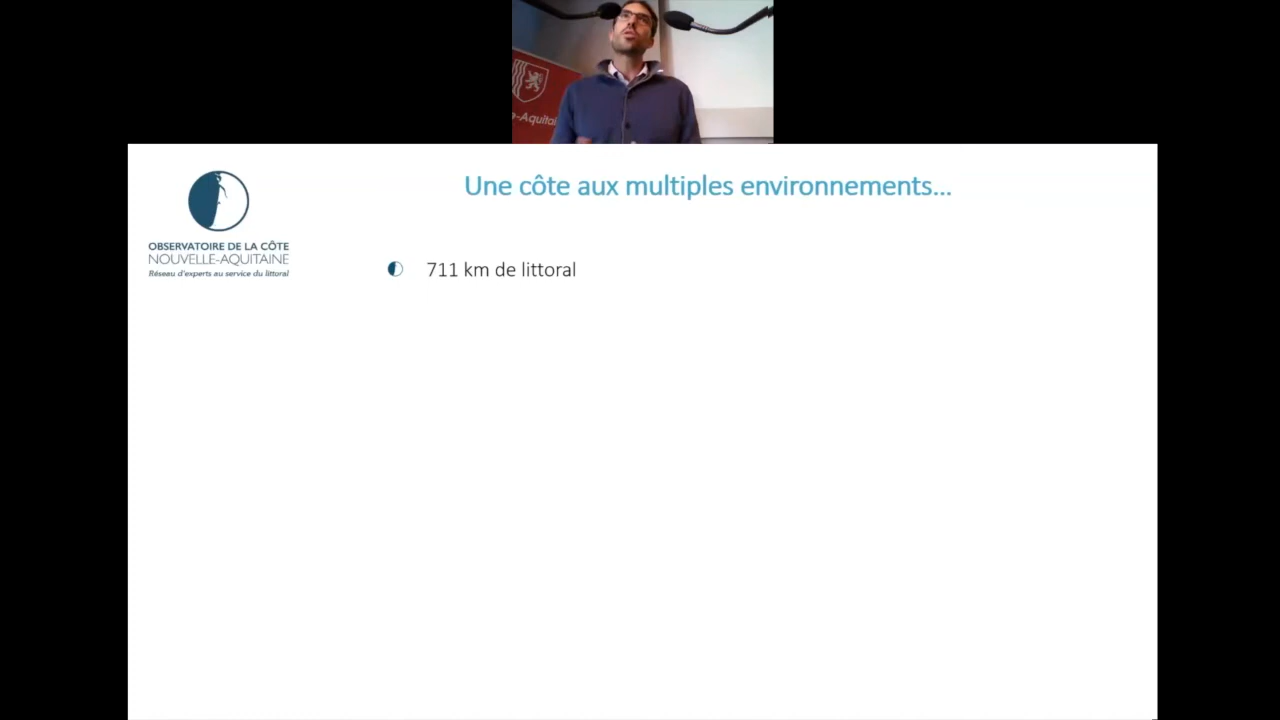 e-Aquitai
Une côte aux multiples environnements...
OBSERVATOIRE DE LA CÔTE
NOUVELLE-AQUITAINE
Réseau d'experts au service du littoral
711 km de littoral